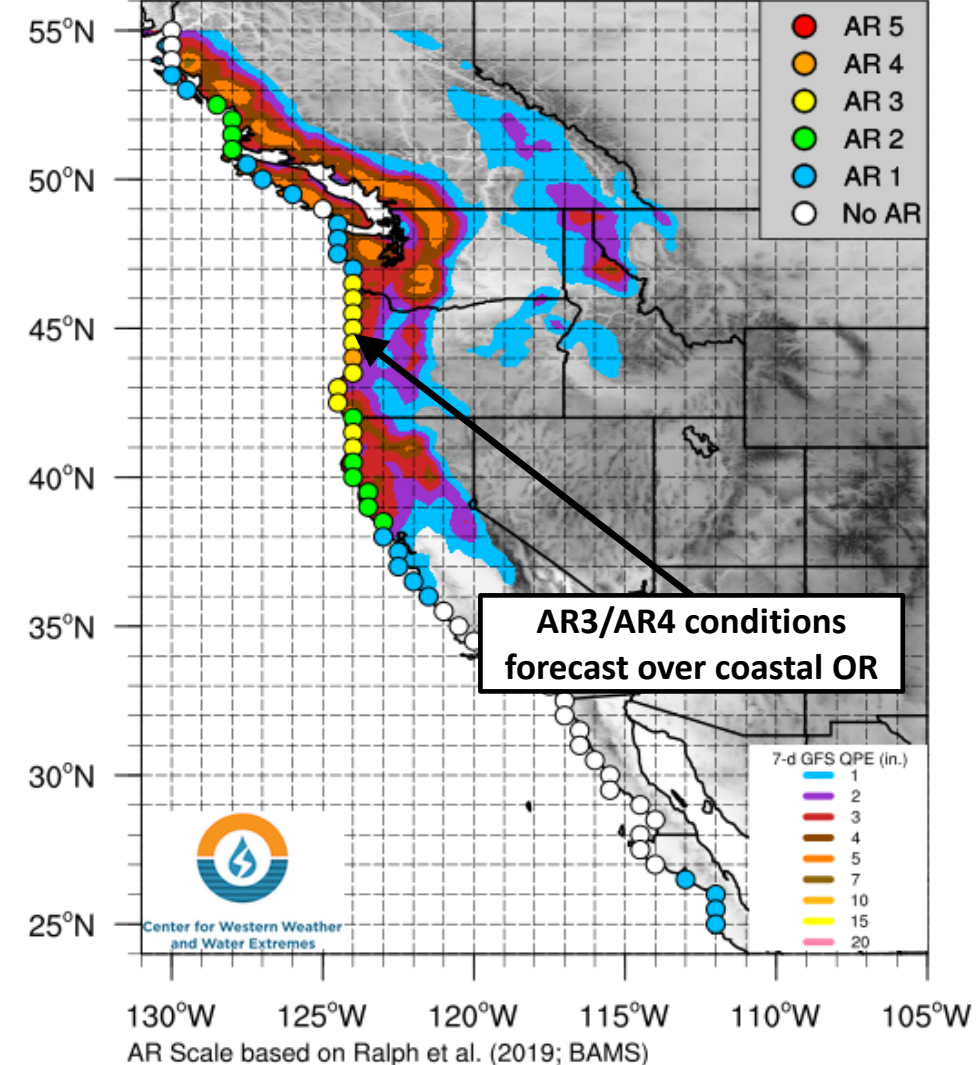 55°N
50°N
45°N
40°N
35°N
30°N
25°N
AR 5
AR 4
AR 3
AR 2
AR 1
No AR
AR3/AR4 conditions
forecast over coastal OR
7-d GFS QPE (in.)
1
2
3
4
5
7
10
15
20
Center for Western Weather
and Water Extremes
130°W 125°W 120°W 115°W 110°W 105°W
AR Scale based on Ralph et al. (2019; BAMS)